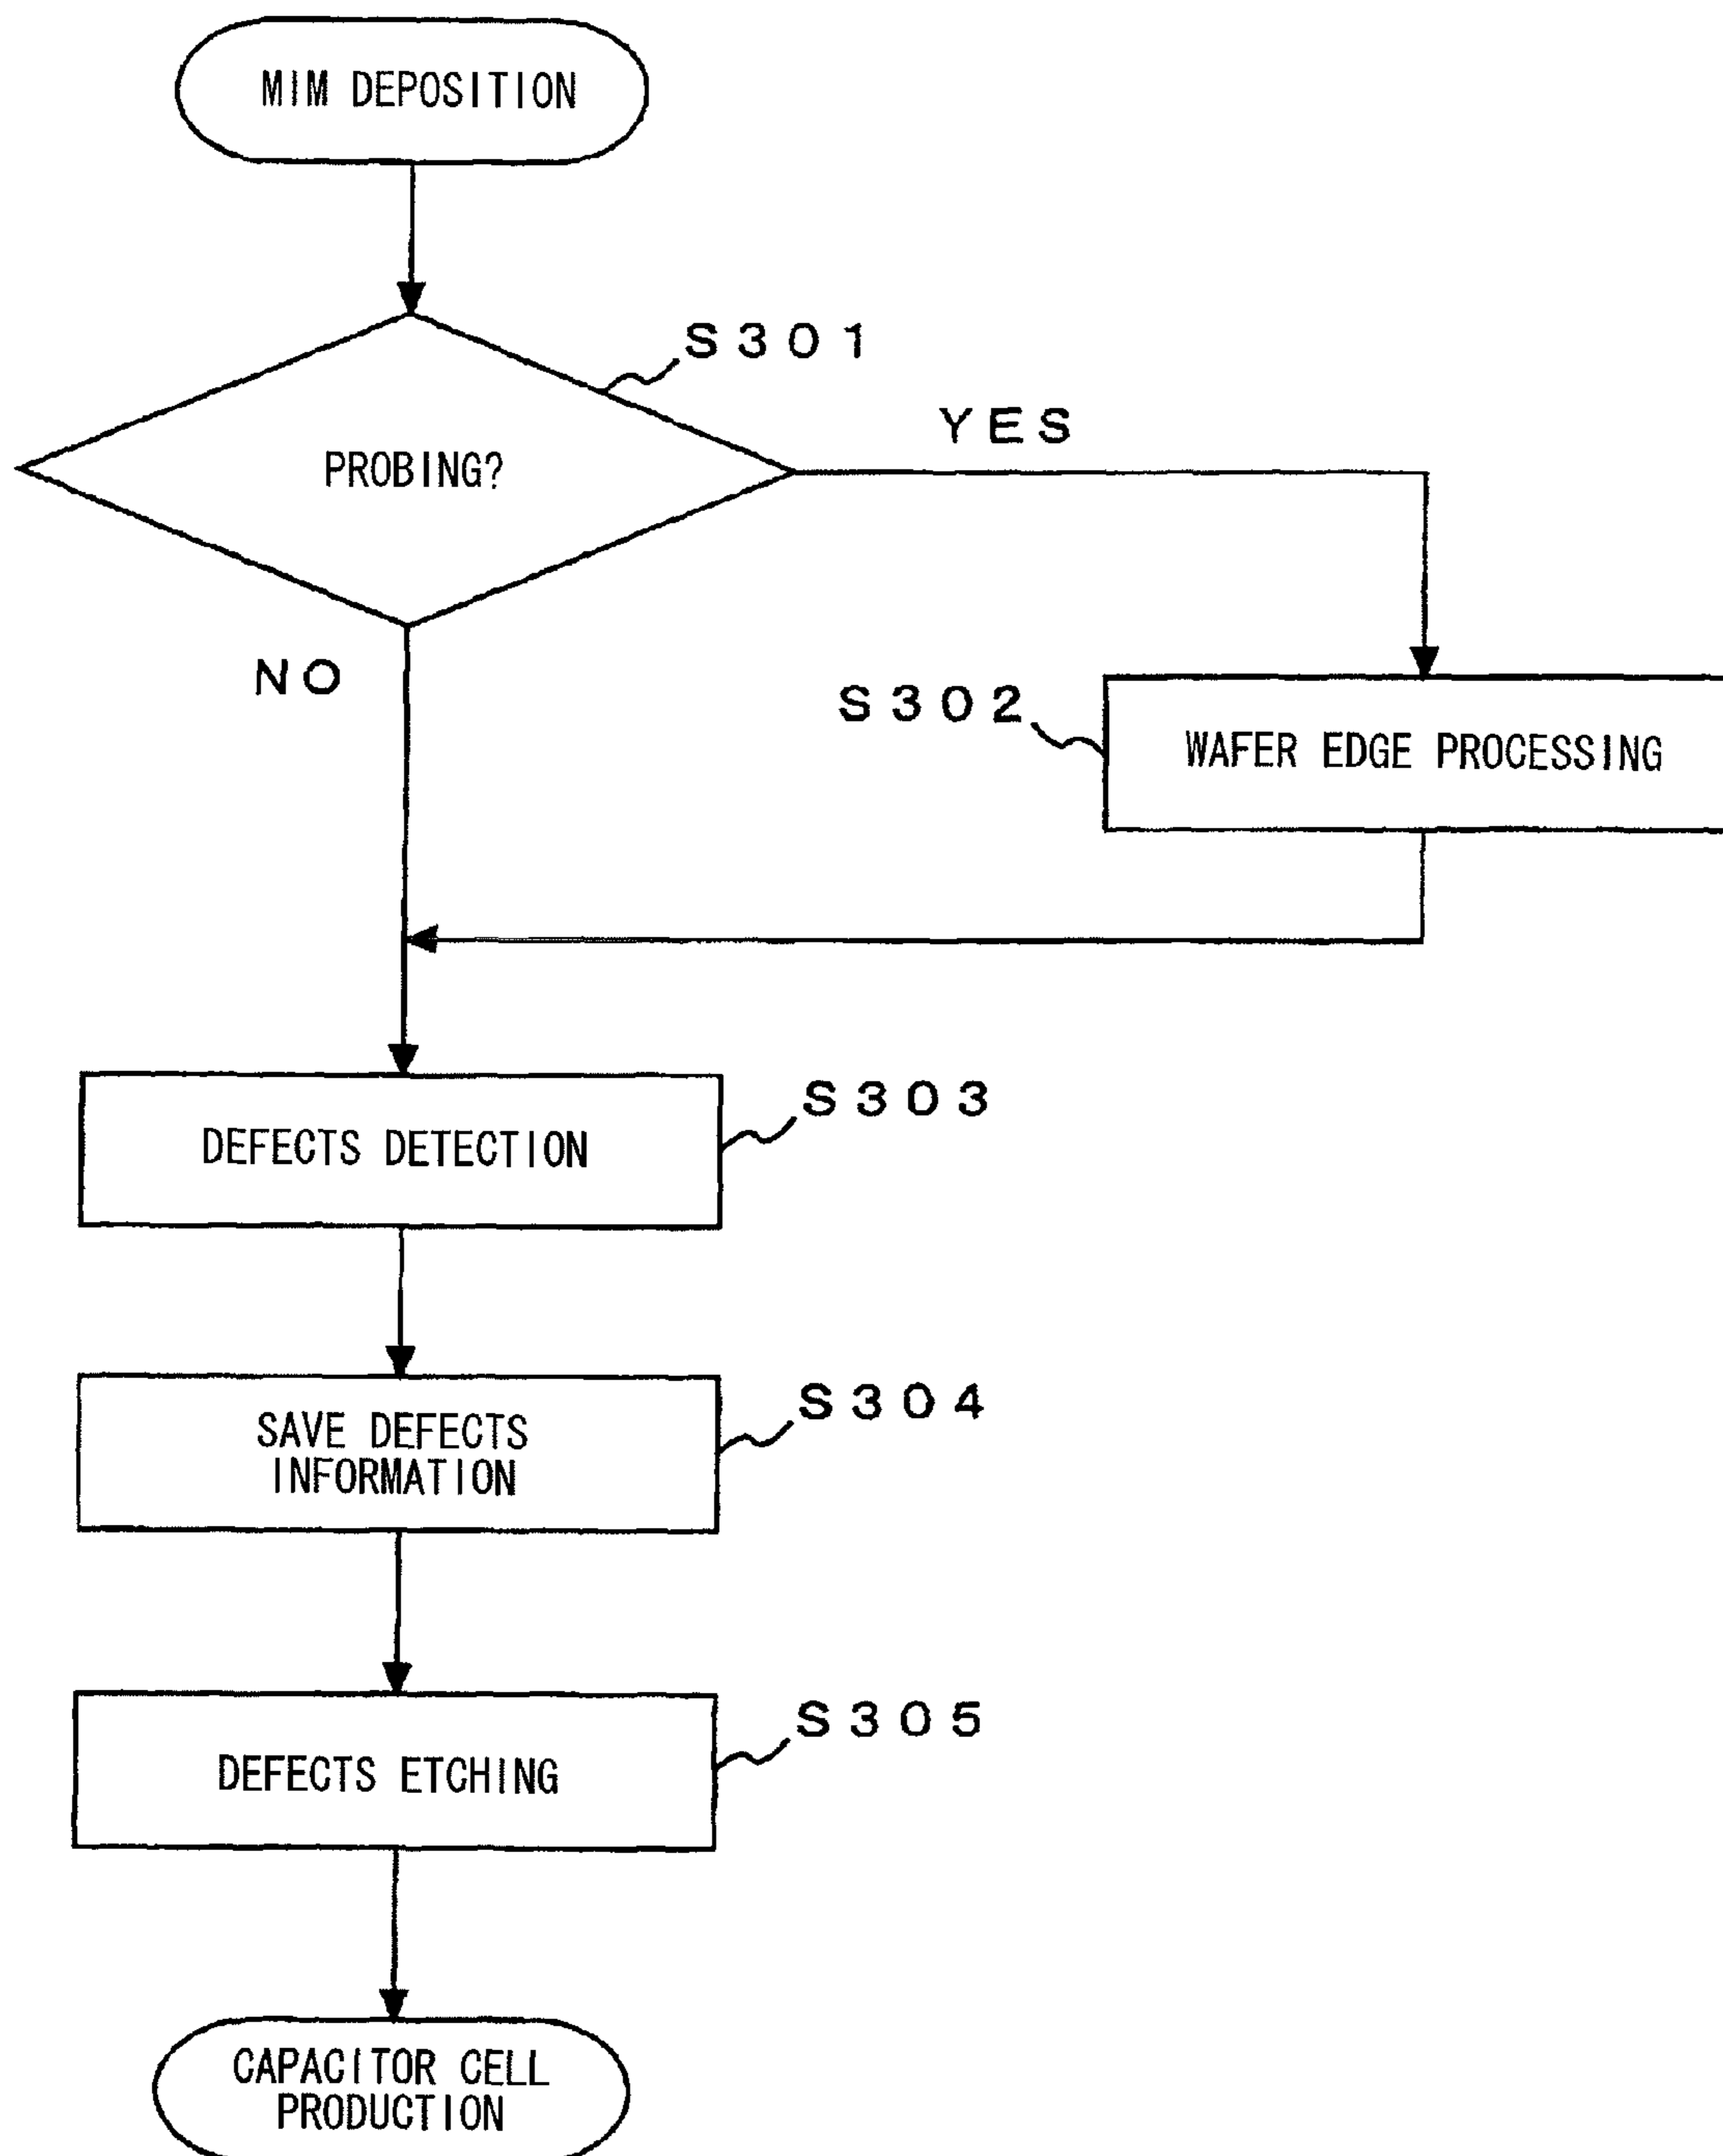 MIM DEPOSITION
S301
PROBING?
YES
NO
S302
WAFER EDGE PROCESSING
DEFECTS DETECTION
S303
SAVE DEFECTS
INFORMATION
S304
DEFECTS ETCHING
S305
CAPACITOR CELL
PRODUCTION